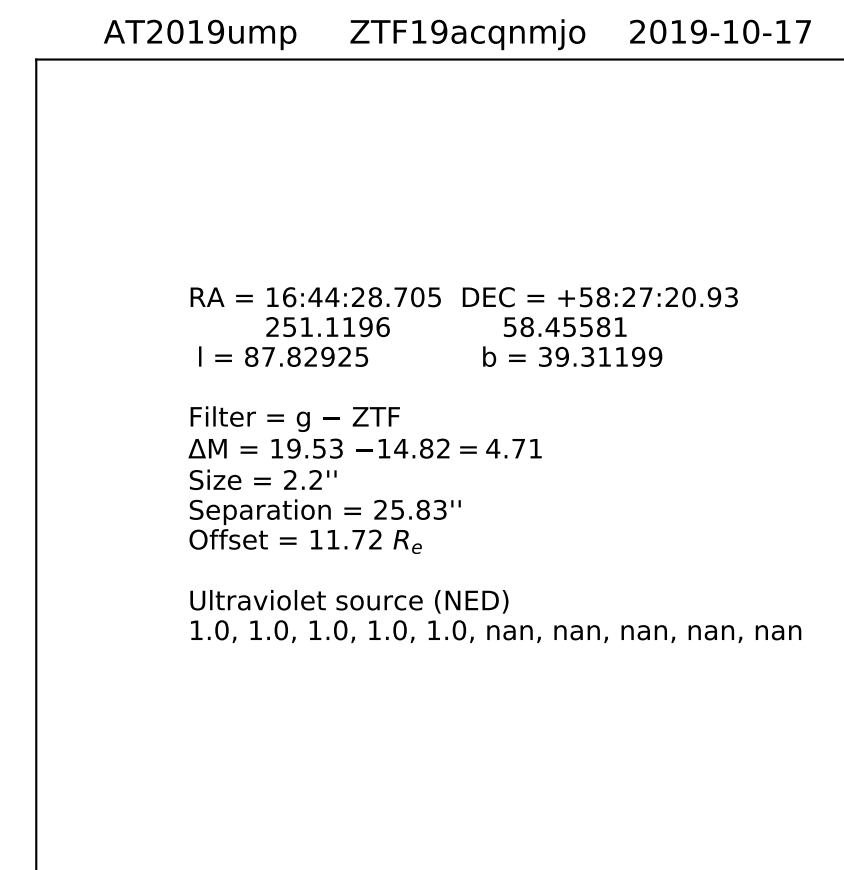 AT2019ump ZTF19acqnmjo 2019-10-17
RA = 16:44:28.705 DEC = +58:27:20.93
251.1196 58.45581
l = 87.82925 b = 39.31199
Filter = g − ZTF
ΔM = 19.53 −14.82 = 4.71
Size = 2.2''
Separation = 25.83''
Offset = 11.72 Re
Ultraviolet source (NED)
1.0, 1.0, 1.0, 1.0, 1.0, nan, nan, nan, nan, nan